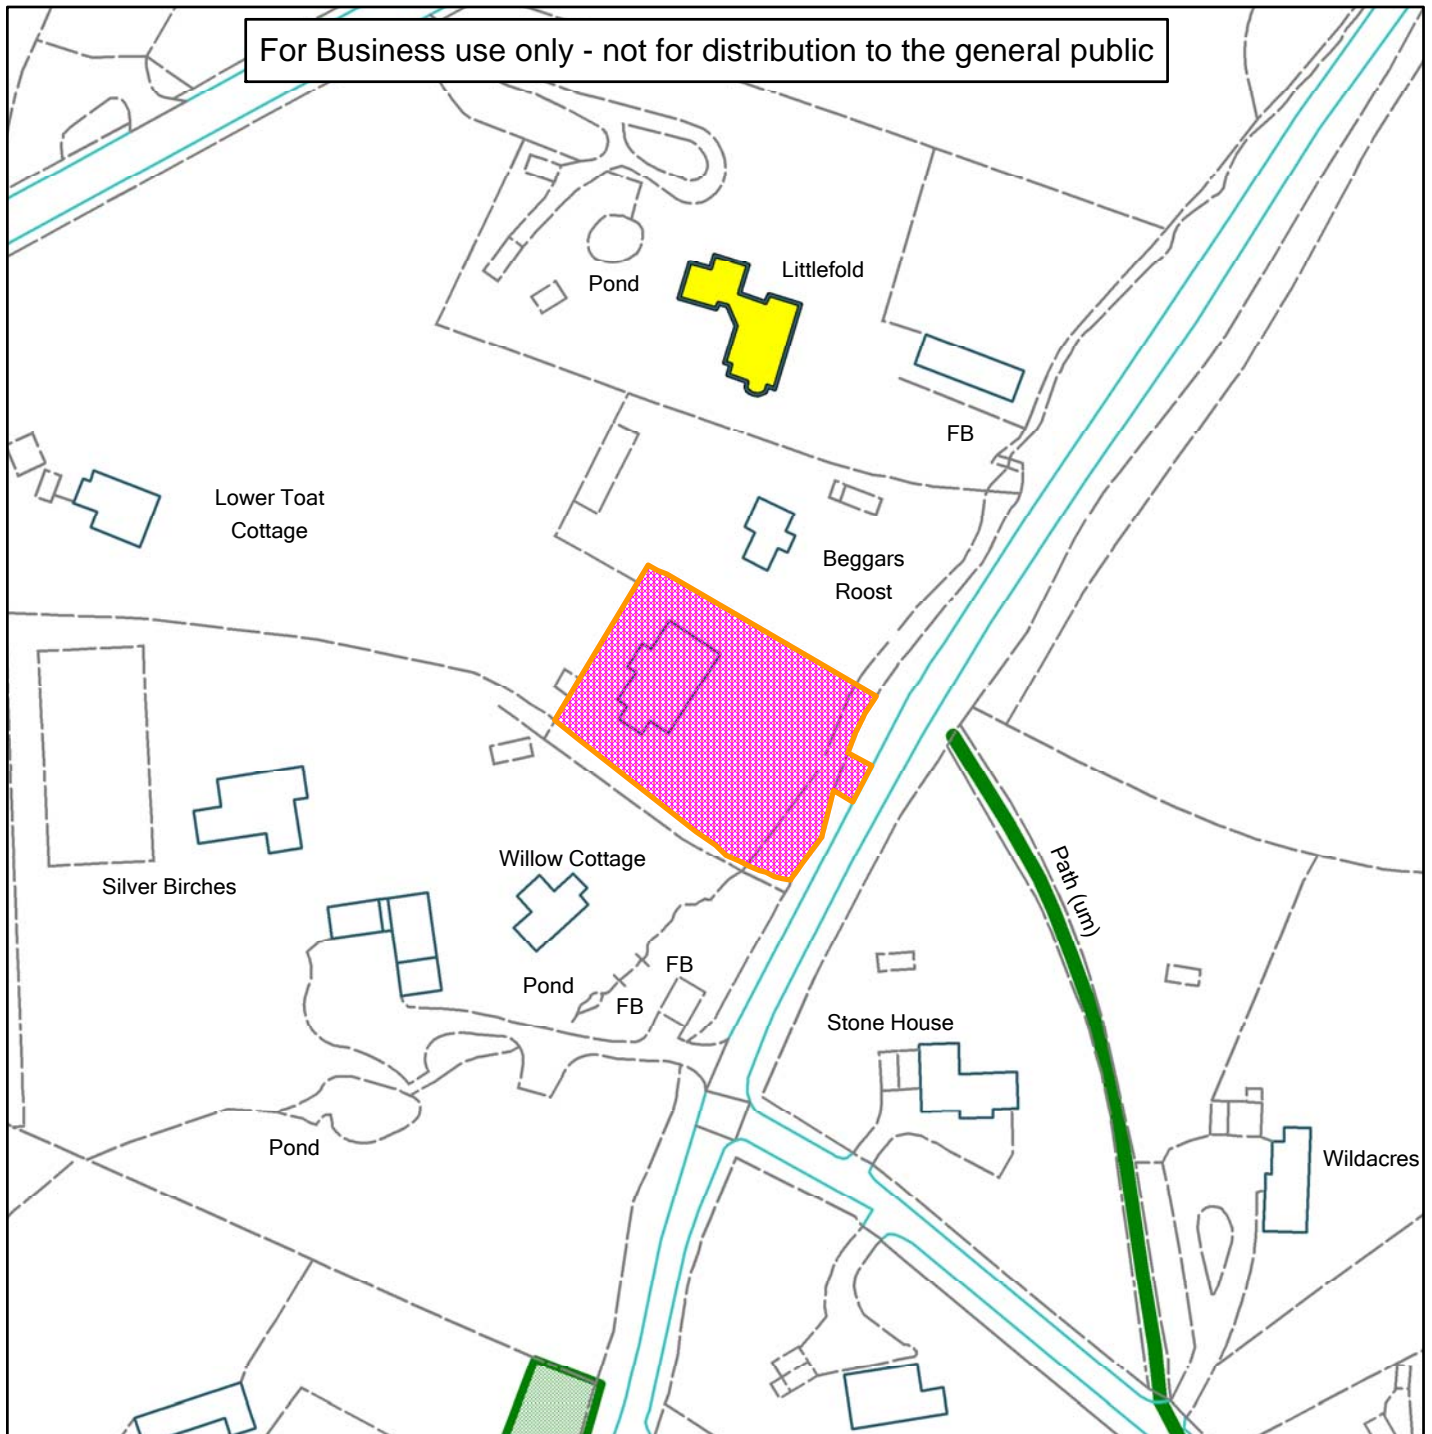 For Business use only - not for distribution to the general public
Littlefold
Pond
FB
Lower Toat
Cottage
Beggars
Roost
Willow Cottage
Silver Birches
Path (um)
FB
Pond
FB
Stone House
Pond
Wildacres